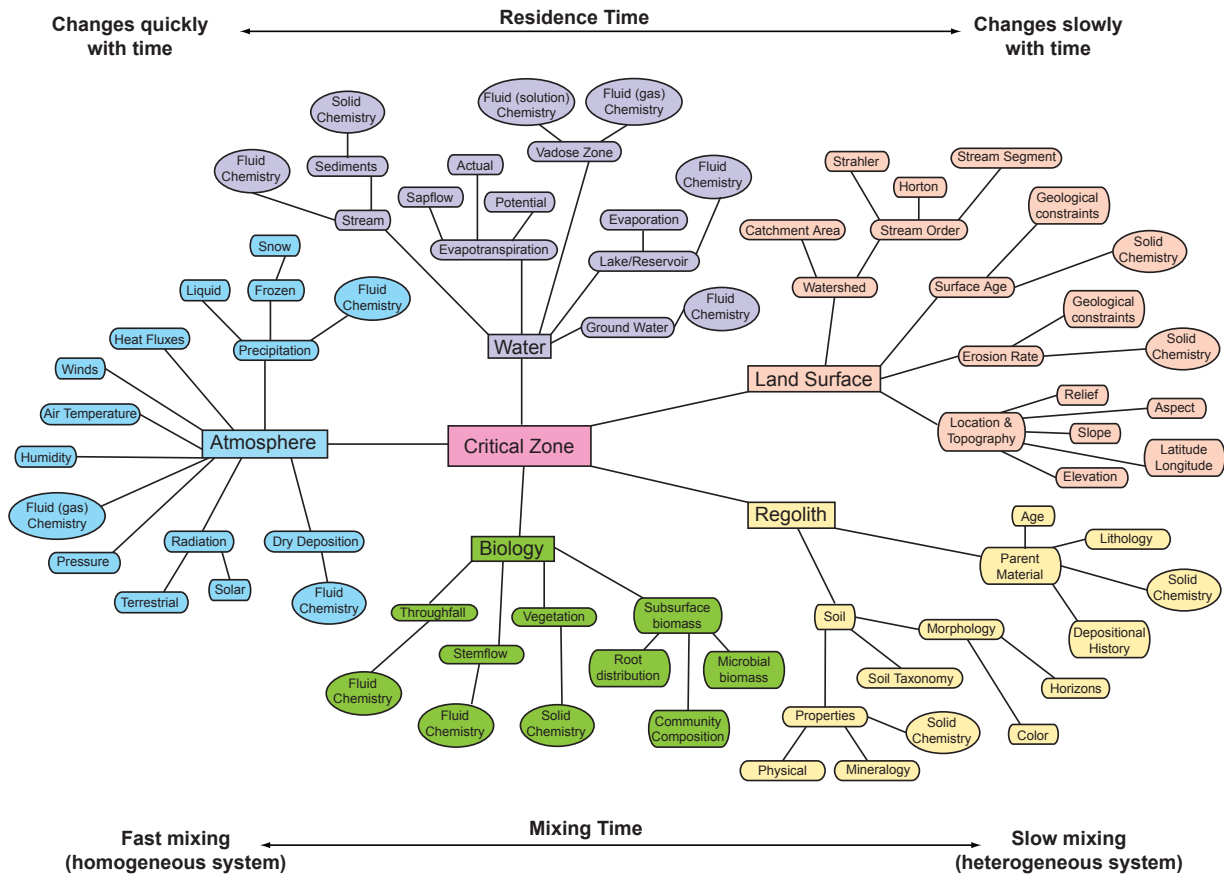 Residence Time
Changes quickly
with time
Changes slowly
with time
Solid
Chemistry
Fluid (solution)
Chemistry
Fluid (gas)
Chemistry
Fluid
Chemistry
Sediments
Actual
Vadose Zone
Sapflow
Potential
Fluid
Chemistry
Stream
Evaporation
Evapotranspiration
Lake/Reservoir
Ground Water
Fluid
Chemistry
Water
Strahler
Stream Segment
Horton
Geological
constraints
Catchment Area
Stream Order
Solid
Chemistry
Watershed
Surface Age
Geological
constraints
Erosion Rate
Solid
Chemistry
Land Surface
Relief
Aspect
Location &
Topography
Slope
Latitude
Longitude
Elevation
Snow
Liquid
Frozen
Fluid
Chemistry
Heat Fluxes
Precipitation
Winds
Air Temperature
Atmosphere
Humidity
Fluid (gas)
Chemistry
Pressure
Radiation
Dry Deposition
Terrestrial
Solar
Fluid
Chemistry
Critical Zone
Biology
Throughfall
Vegetation
Subsurface
biomass
Stemflow
Root
distribution
Microbial
biomass
Fluid
Chemistry
Fluid
Chemistry
Solid
Chemistry
Community
Composition
Regolith
Age
Lithology
Parent
Material
Solid
Chemistry
Soil
Morphology
Depositional
History
Soil Taxonomy
Horizons
Properties
Solid
Chemistry
Color
Physical
Mineralogy
Mixing Time
Fast mixing
(homogeneous system)
Slow mixing
(heterogeneous system)